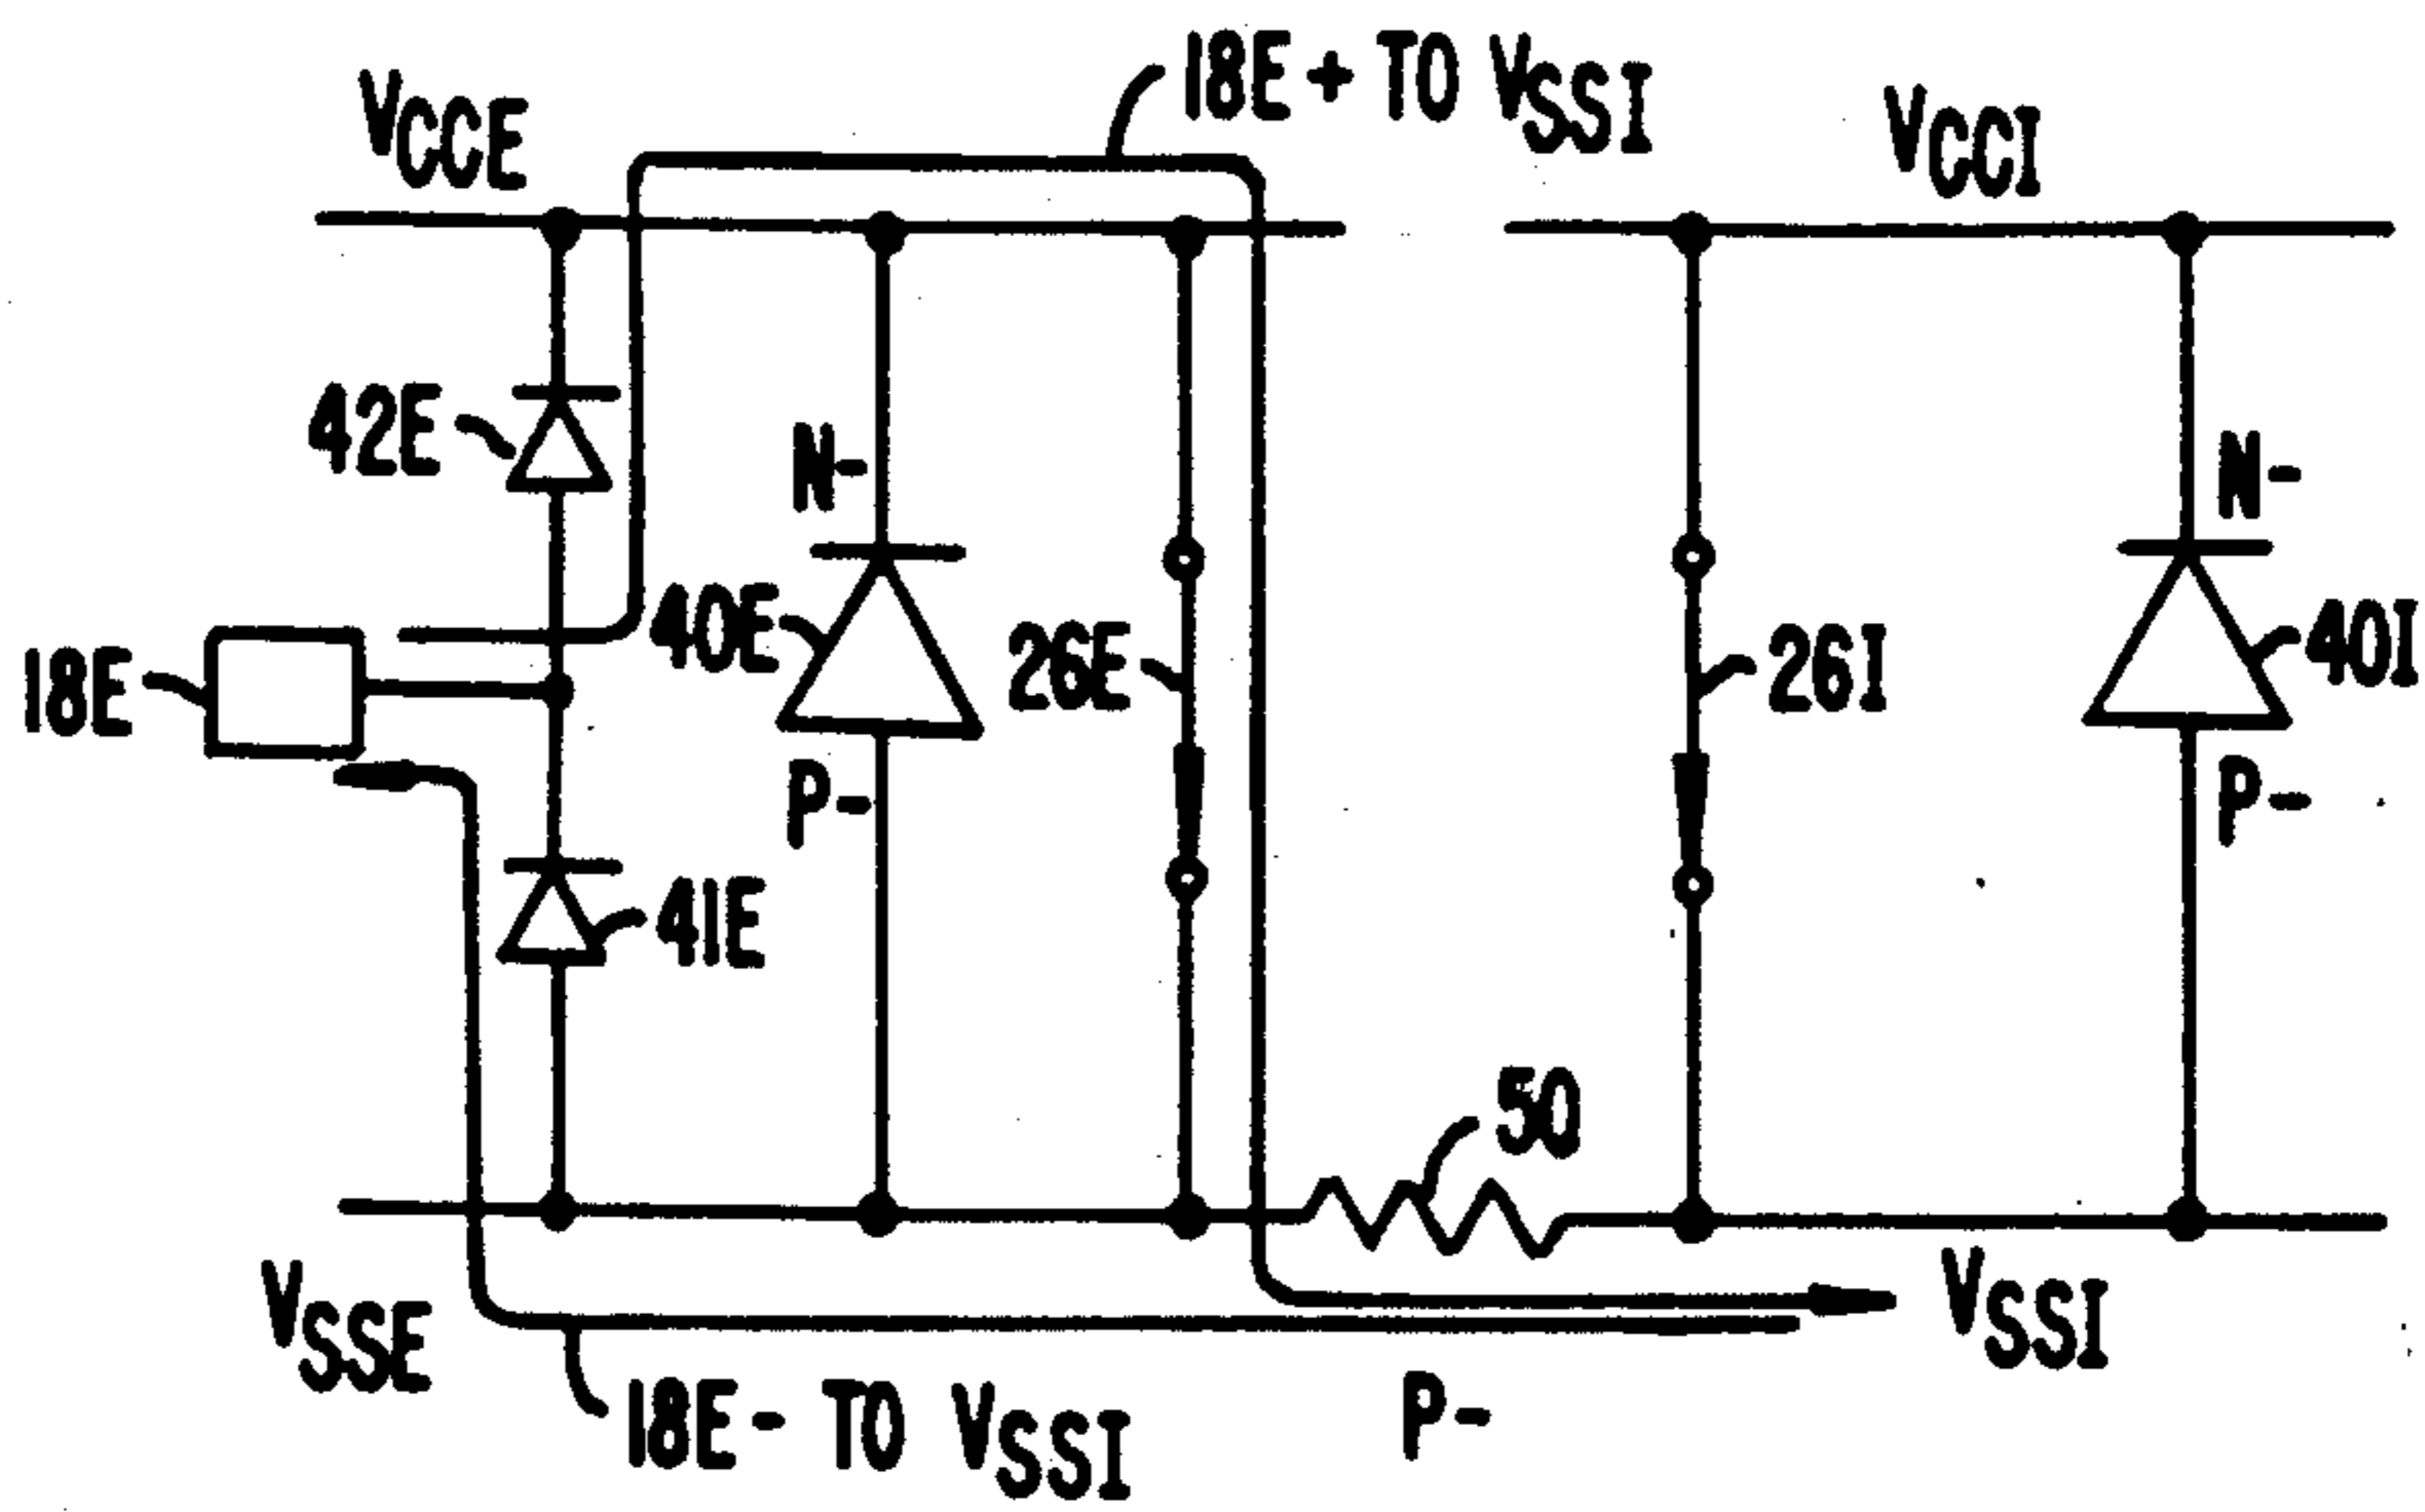 18E + TO VSSI
VCCE
VCCI
42E
N-
N-
40E
26E
26I
40I
18E
P-
P-
41E
50
VSSE
VSSI
18E - TO VSSI
P-